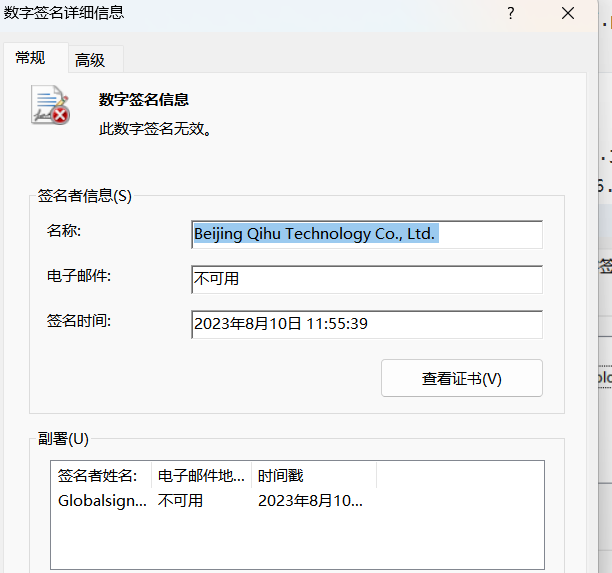 数字签名详细信息
?
常规
高级
数字签名信息
此数字签名无效。
签名者信息(S)
名称:
Beijing Qihu Technology Co., Ltd.
电子邮件:
不可用
签名时间:
2023年8月10日 11:55:39
查看证书(V)
副署(U)
签名者姓名: 电子邮件地... 时间戳
Globalsign... 不可用 2023年8月10...